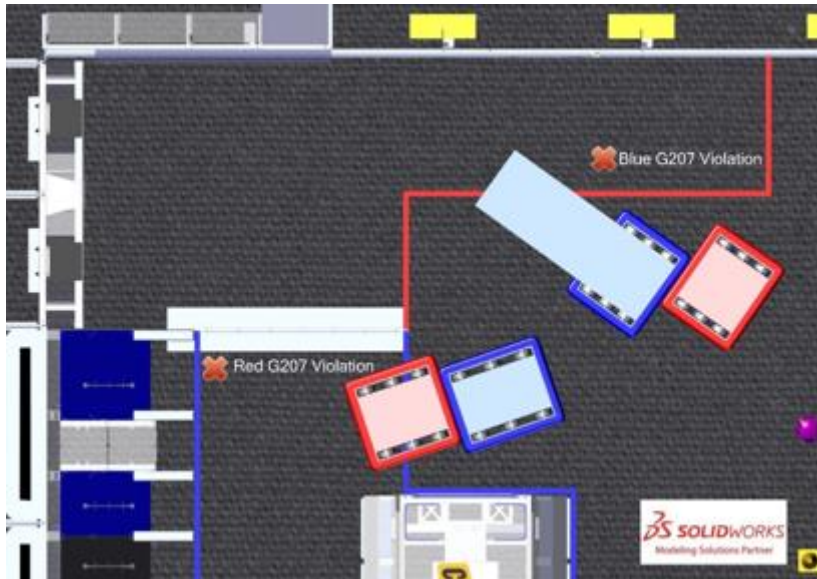 Blue G207 Violation
Red G207 Violation
SOLIDWORKS
Modeling Solutions Partner